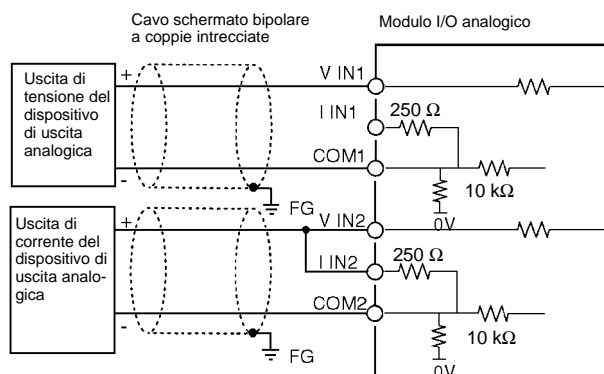 Cavo schermato bipolare
a coppie intrecciate
Modulo I/O analogico
Uscita di
tensione del
dispositivo
di uscita
analogica
+
-
V IN1
I IN1
250 Ω
COM1
10 kΩ
0V
FG
Uscita di
corrente del
dispositivo di
uscita analo-
gica
+
-
V IN2
I IN2
250 Ω
COM2
10 kΩ
0V
FG